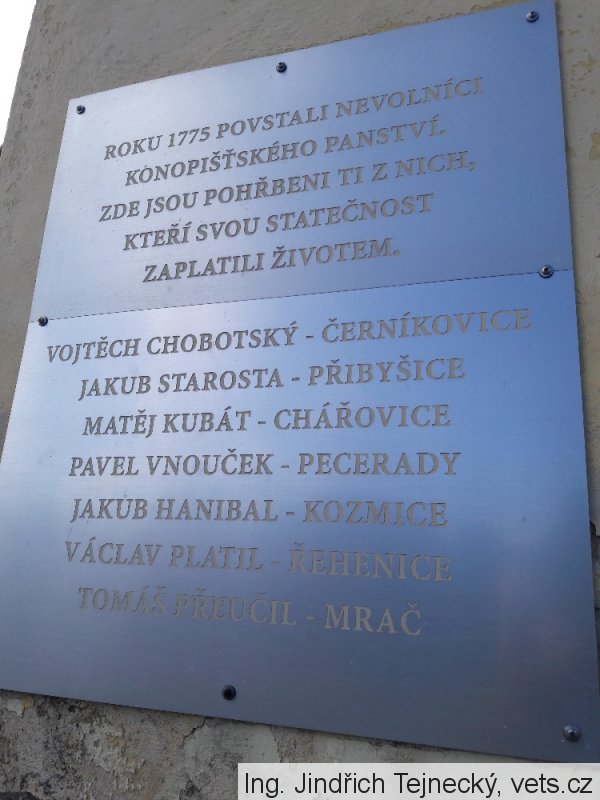 ROKU 1775 POVSTALI NEVOLNÍCI
KONOPIŠŤSKÉHO PANSTVÍ.
ZDE JSOU POHŘBENI TI Z NICH,
KTEŘÍ SVOU STATEČNOST
ZAPLATILI ŽIVOTEM.
VOJTĚCH CHOBOTSKÝ - ČERNÍKOVICE
JAKUB STAROSTA - PŘIBYŠICE
MATĚJ KUBÁT - CHÁŘOVICE
PAVEL VNOUČEK - PECERADY
JAKUB HANIBAL - KOZMICE
VÁCLAV PLATIL - ŘEHENICE
TOMÁŠ PŘEUČIL - MRAČ
Ing. Jindřich Tejnecký, vets.cz